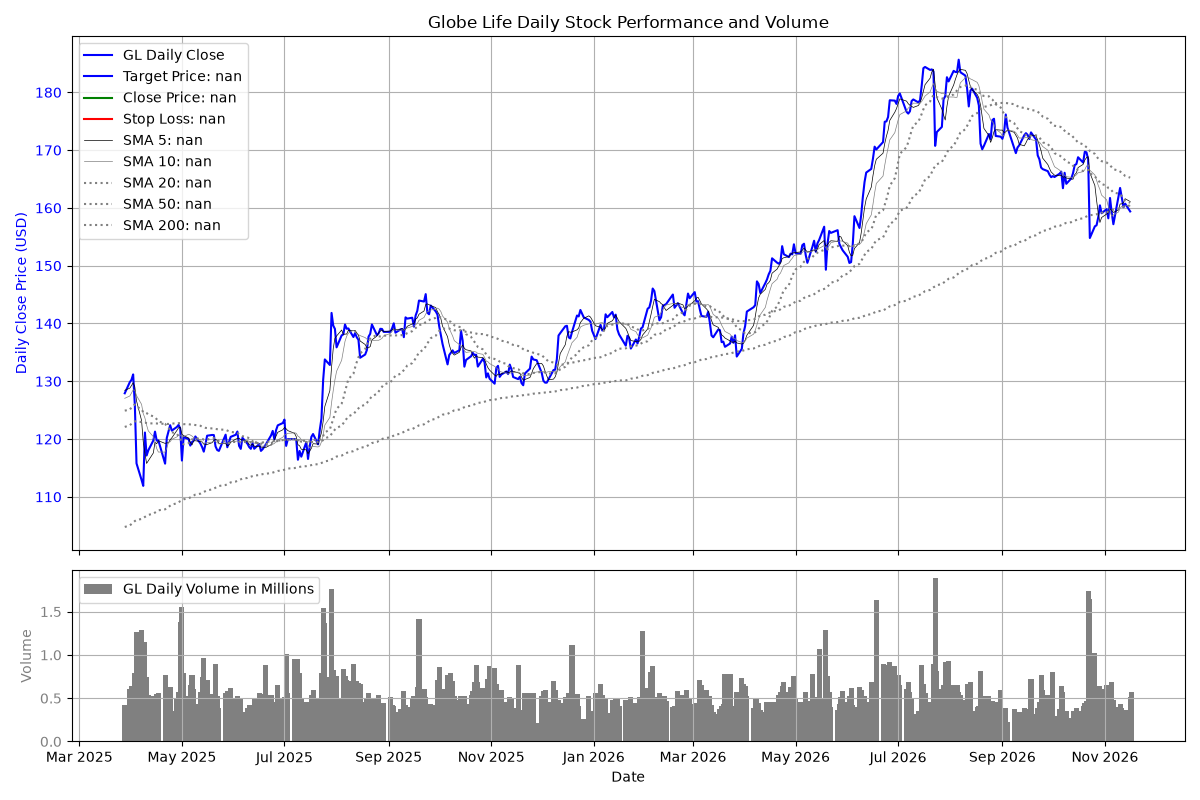 Globe Life Daily Stock Performance and Volume
GL Daily Close
Target Price: nan
Close Price: nan
Stop Loss: nan
SMA 5: nan
SMA 10: nan
SMA 20: nan
SMA 50: nan
SMA 200: nan
Daily Close Price (USD)
180
170
160
150
140
130
120
110
GL Daily Volume in Millions
Volume
1.5
1.0
0.5
0.0
Mar 2025 May 2025 Jul 2025 Sep 2025 Nov 2025 Jan 2026 Mar 2026 May 2026 Jul 2026 Sep 2026 Nov 2026
Date